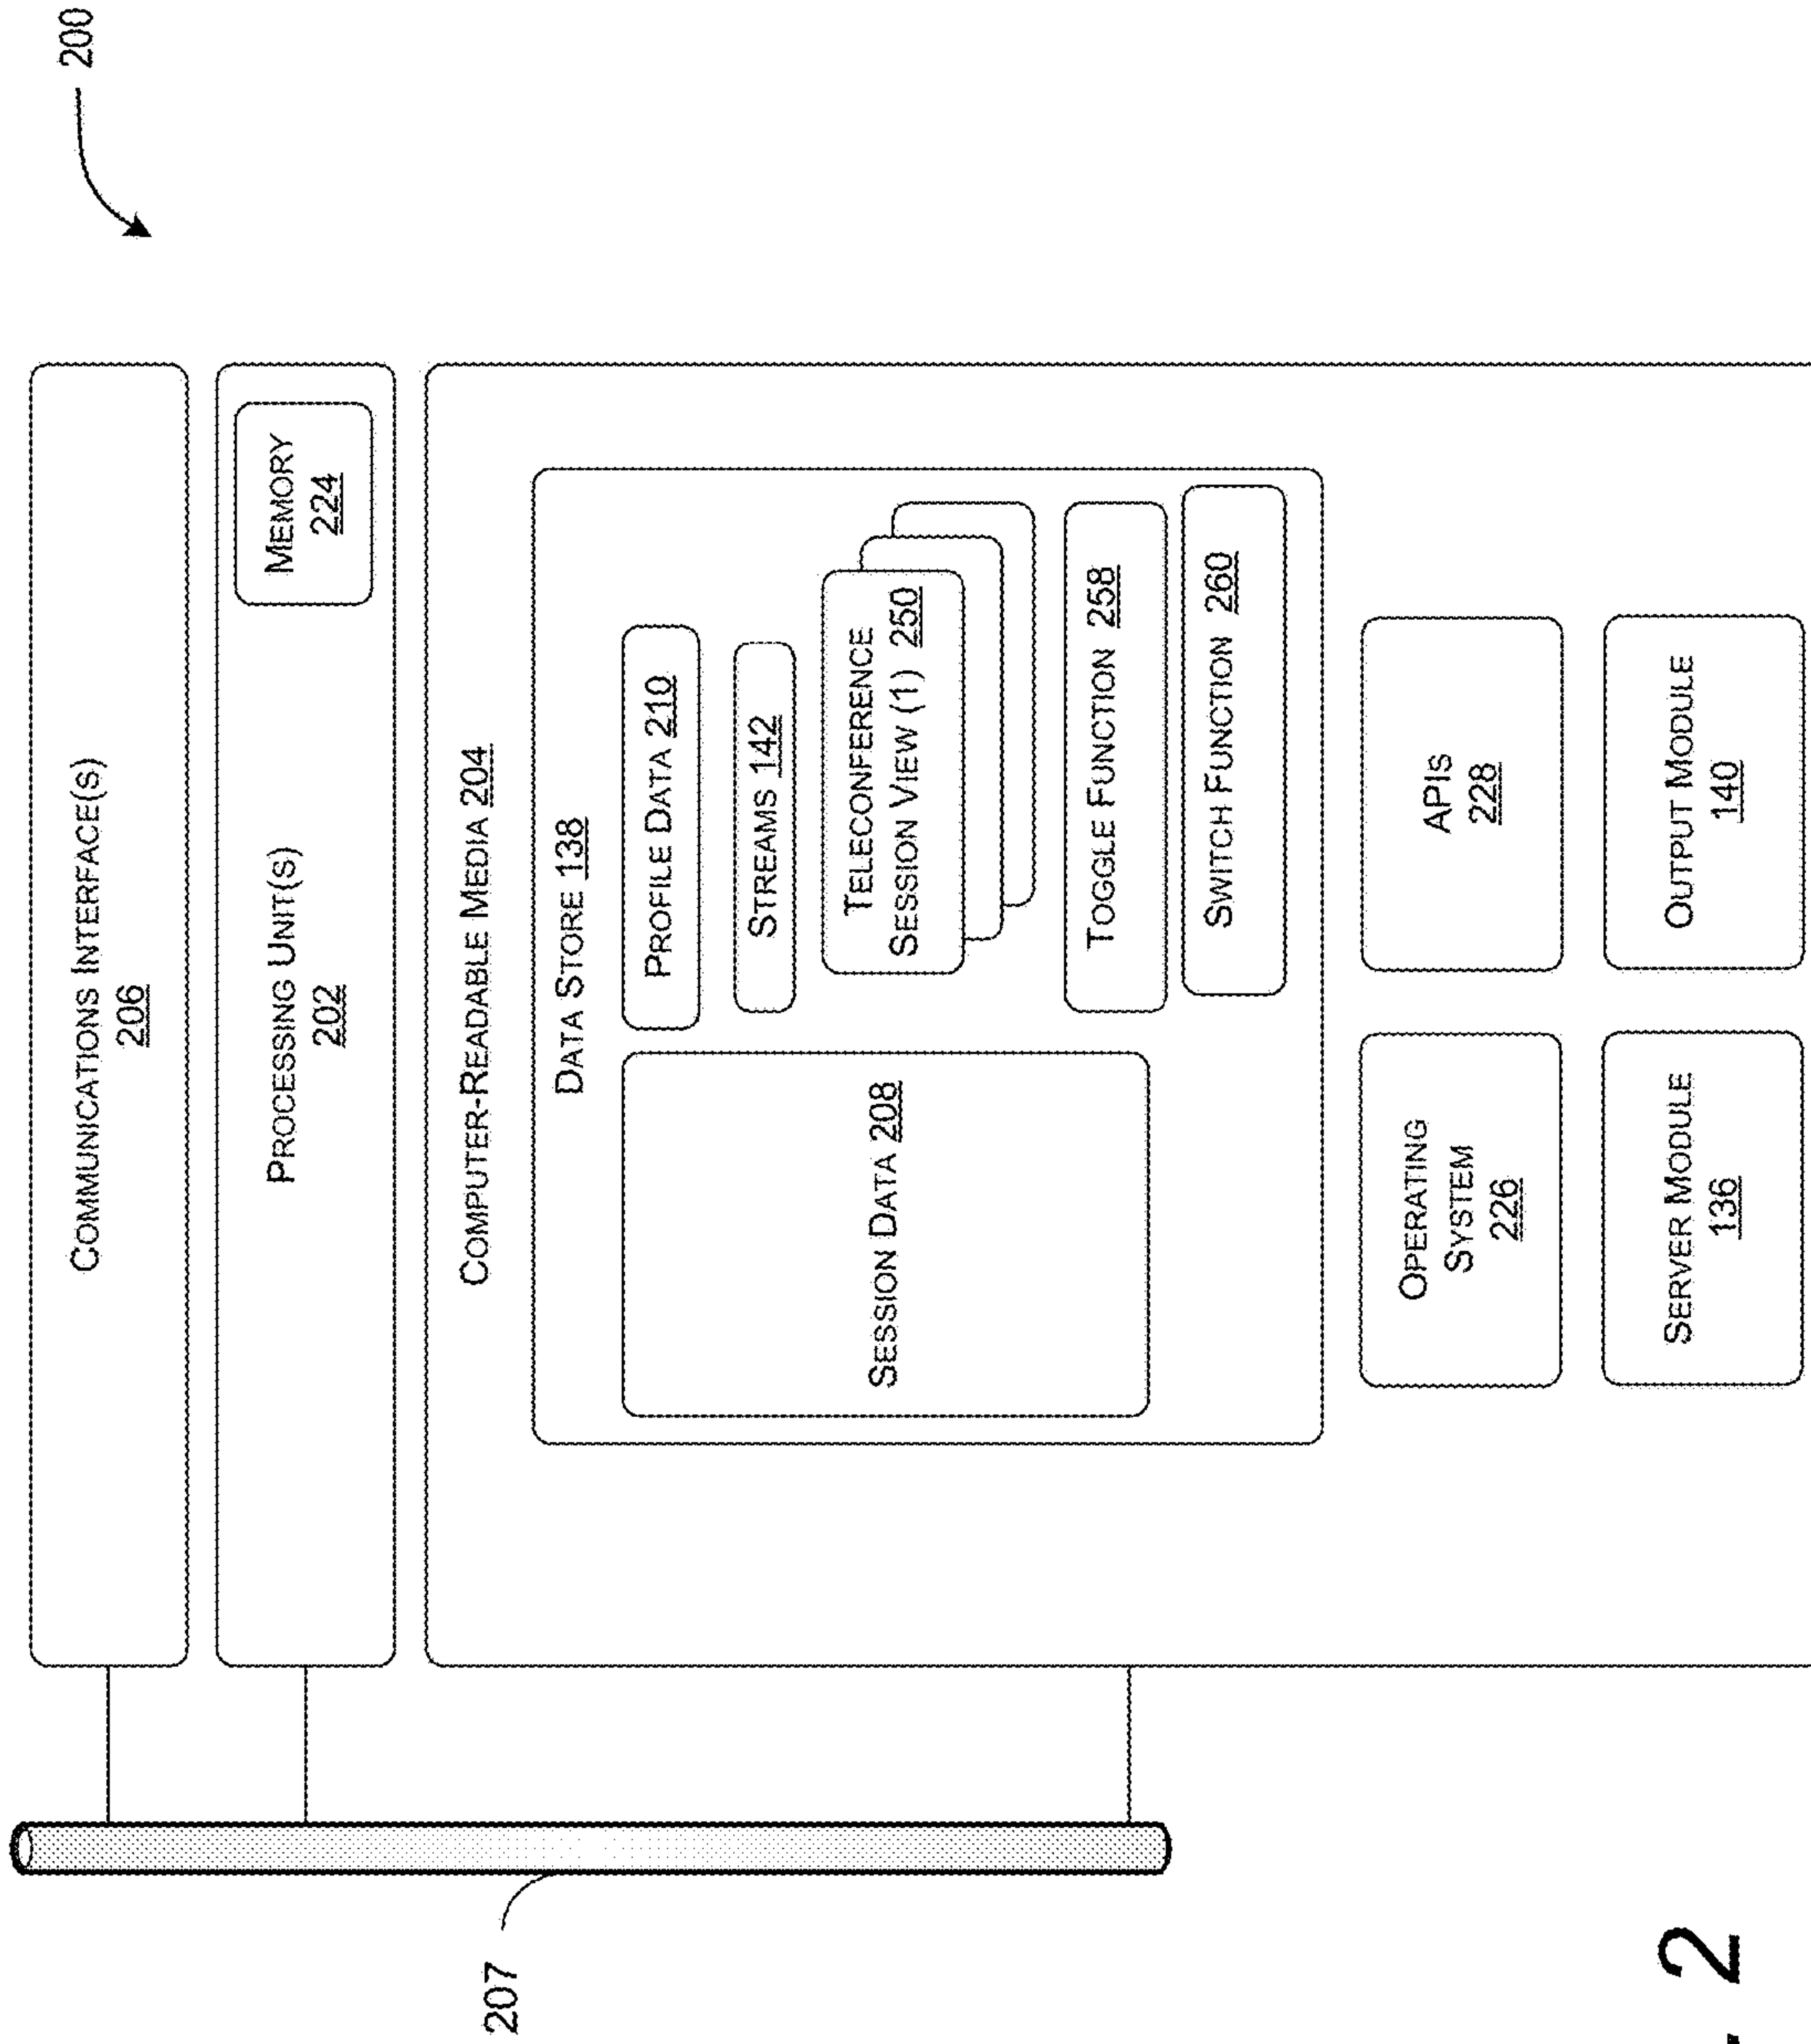 200
COMMUNICATIONS INTERFACE(S)
206
PROCESSING UNIT(S)
202
MEMORY
224
COMPUTER-READABLE MEDIA 204
DATA STORE 138
SESSION DATA 208
PROFILE DATA 210
STREAMS 142
TELECONFERENCE
SESSION VIEW (1) 250
TOGGLE FUNCTION 258
SWITCH FUNCTION 260
OPERATING
SYSTEM
226
APIS
228
SERVER MODULE
136
OUTPUT MODULE
140
207
2